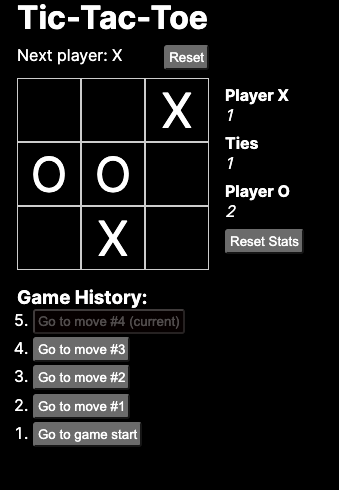 Tic-Tac-Toe
Next player: X
Reset
X
O O
X
Player X
1
Ties
1
Player O
2
Reset Stats
Game History:
5. Go to move #4 (current)
4. Go to move #3
3. Go to move #2
2. Go to move #1
1. Go to game start